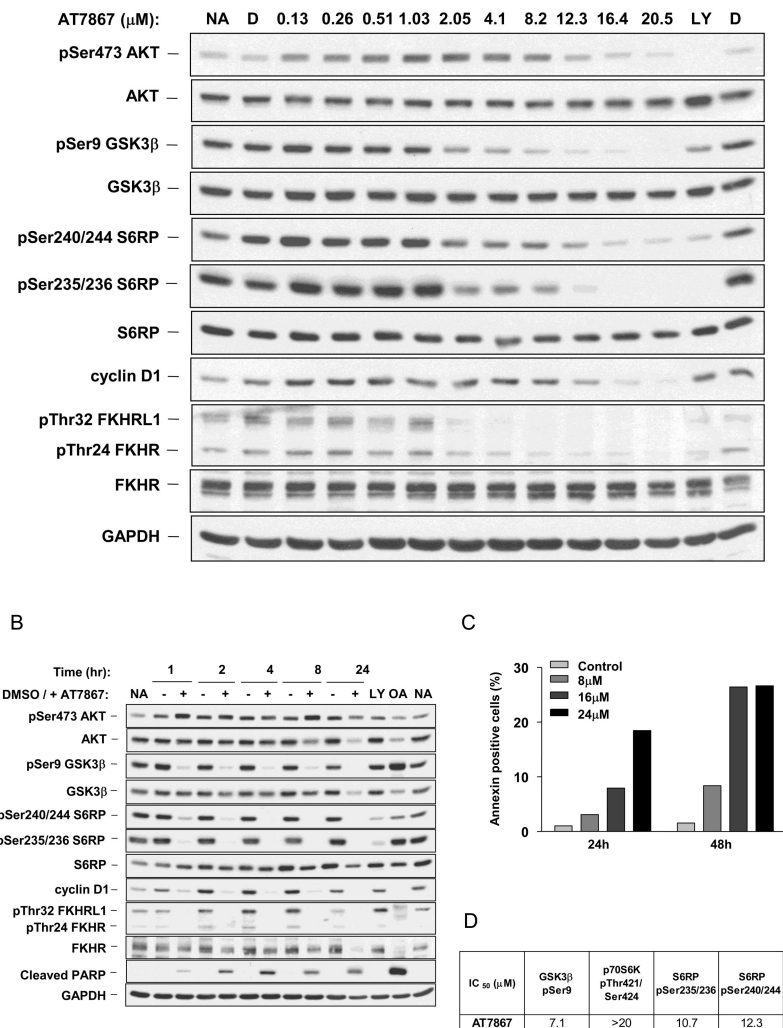 AT7867 (μM): NA D 0.13 0.26 0.51 1.03 2.05 4.1 8.2 12.3 16.4 20.5 LY D
pSer473 AKT
AKT
pSer9 GSK3β
GSK3β
pSer240/244 S6RP
pSer235/236 S6RP
S6RP
cyclin D1
pThr32 FKHRL1
pThr24 FKHR
FKHR
GAPDH
B
Time (hr): 1 2 4 8 24
DMSO / + AT7867: NA - + - + - + - + - + LY OA NA
pSer473 AKT
AKT
pSer9 GSK3β
GSK3β
pSer240/244 S6RP
pSer235/236 S6RP
S6RP
cyclin D1
pThr32 FKHRL1
pThr24 FKHR
FKHR
Cleaved PARP
GAPDH
C
Annexin positive cells (%)
30
20
10
0
Control
8μM
16μM
24μM
24h 48h
D
IC 50 (μM) GSK3β pSer9 p70S6K pThr421/ Ser424 S6RP pSer235/236 S6RP pSer240/244
AT7867 7.1 >20 10.7 12.3